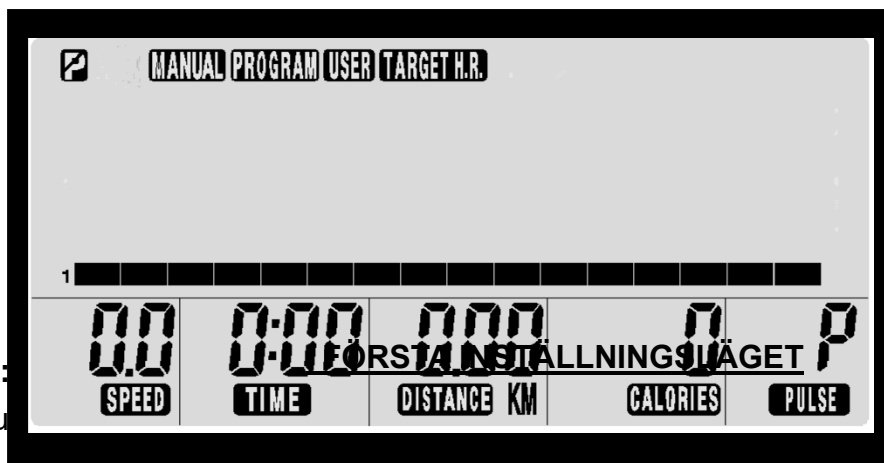 MANUAL PROGRAM USER TARGET H.R.
1
0.0 0:00 0.00 0 P
FÖRSTA INSTÄLLNINGSLÄGET
SPEED TIME DISTANCE KM CALORIES PULSE